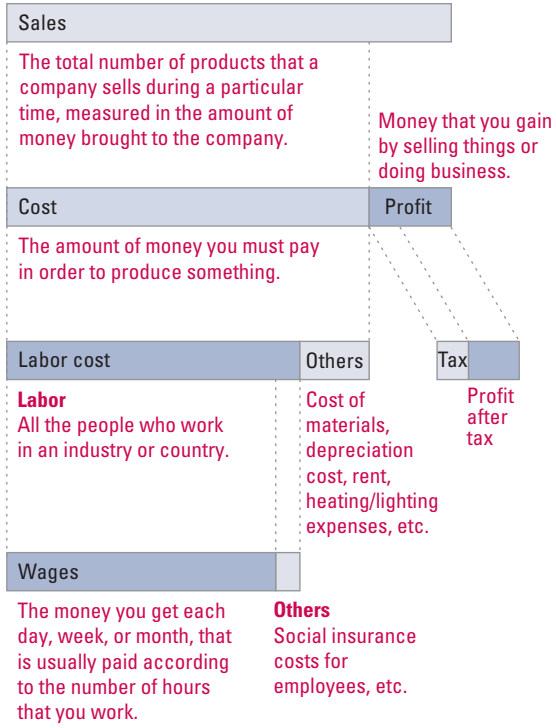 Sales
The total number of products that a
company sells during a particular
time, measured in the amount of
money brought to the company.
Money that you gain
by selling things or
doing business.
Cost
Profit
The amount of money you must pay
in order to produce something.
Labor cost
Others
Tax
Labor
All the people who work
in an industry or country.
Cost of
materials,
depreciation
cost, rent,
heating/lighting
expenses, etc.
Profit
after
tax
Wages
The money you get each
day, week, or month, that
is usually paid according
to the number of hours
that you work.
Others
Social insurance
costs for
employees, etc.